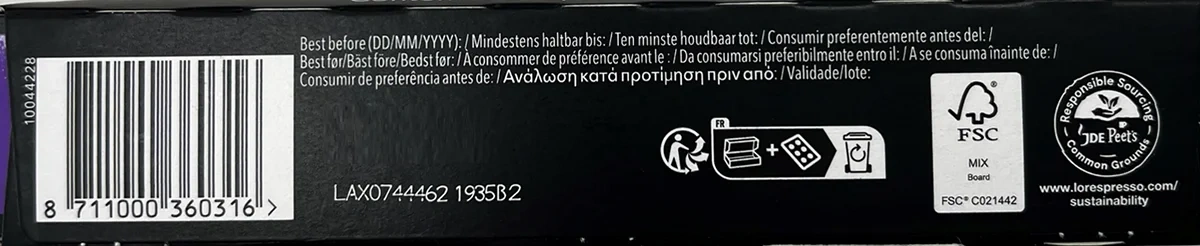 Best before (DD/MM/YYYY): / Mindestens haltbar bis: / Ten minste houdbaar tot: / Consumir preferentemente antes del: /
Best før/Bäst före/Bedst før: / À consommer de préférence avant le : / Da consumarsi preferibilmente entro il: / A se consuma înainte de: /
Consumir de preferência antes de: / Ανάλωση κατά προτίμηση πριν από: / Validade/lote:
10044228
8 711000 360316 >
LAX0744462 1935B2
FR
+
FSC
MIX
Board
FSC® C021442
Responsible Sourcing
JDE Peet's
Common Grounds
www.lorespresso.com/
sustainability